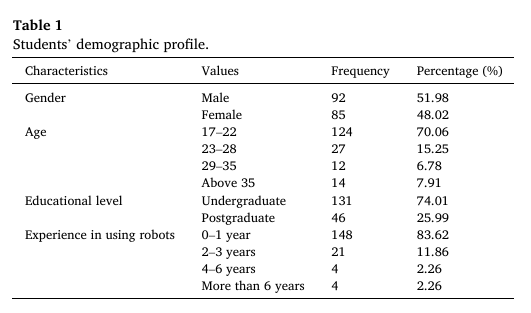 Table 1
Students' demographic profile.
Characteristics Values Frequency Percentage (%)
Gender Male 92 51.98
Female 85 48.02
Age 17–22 124 70.06
23–28 27 15.25
29–35 12 6.78
Above 35 14 7.91
Educational level Undergraduate 131 74.01
Postgraduate 46 25.99
Experience in using robots 0–1 year 148 83.62
2–3 years 21 11.86
4–6 years 4 2.26
More than 6 years 4 2.26